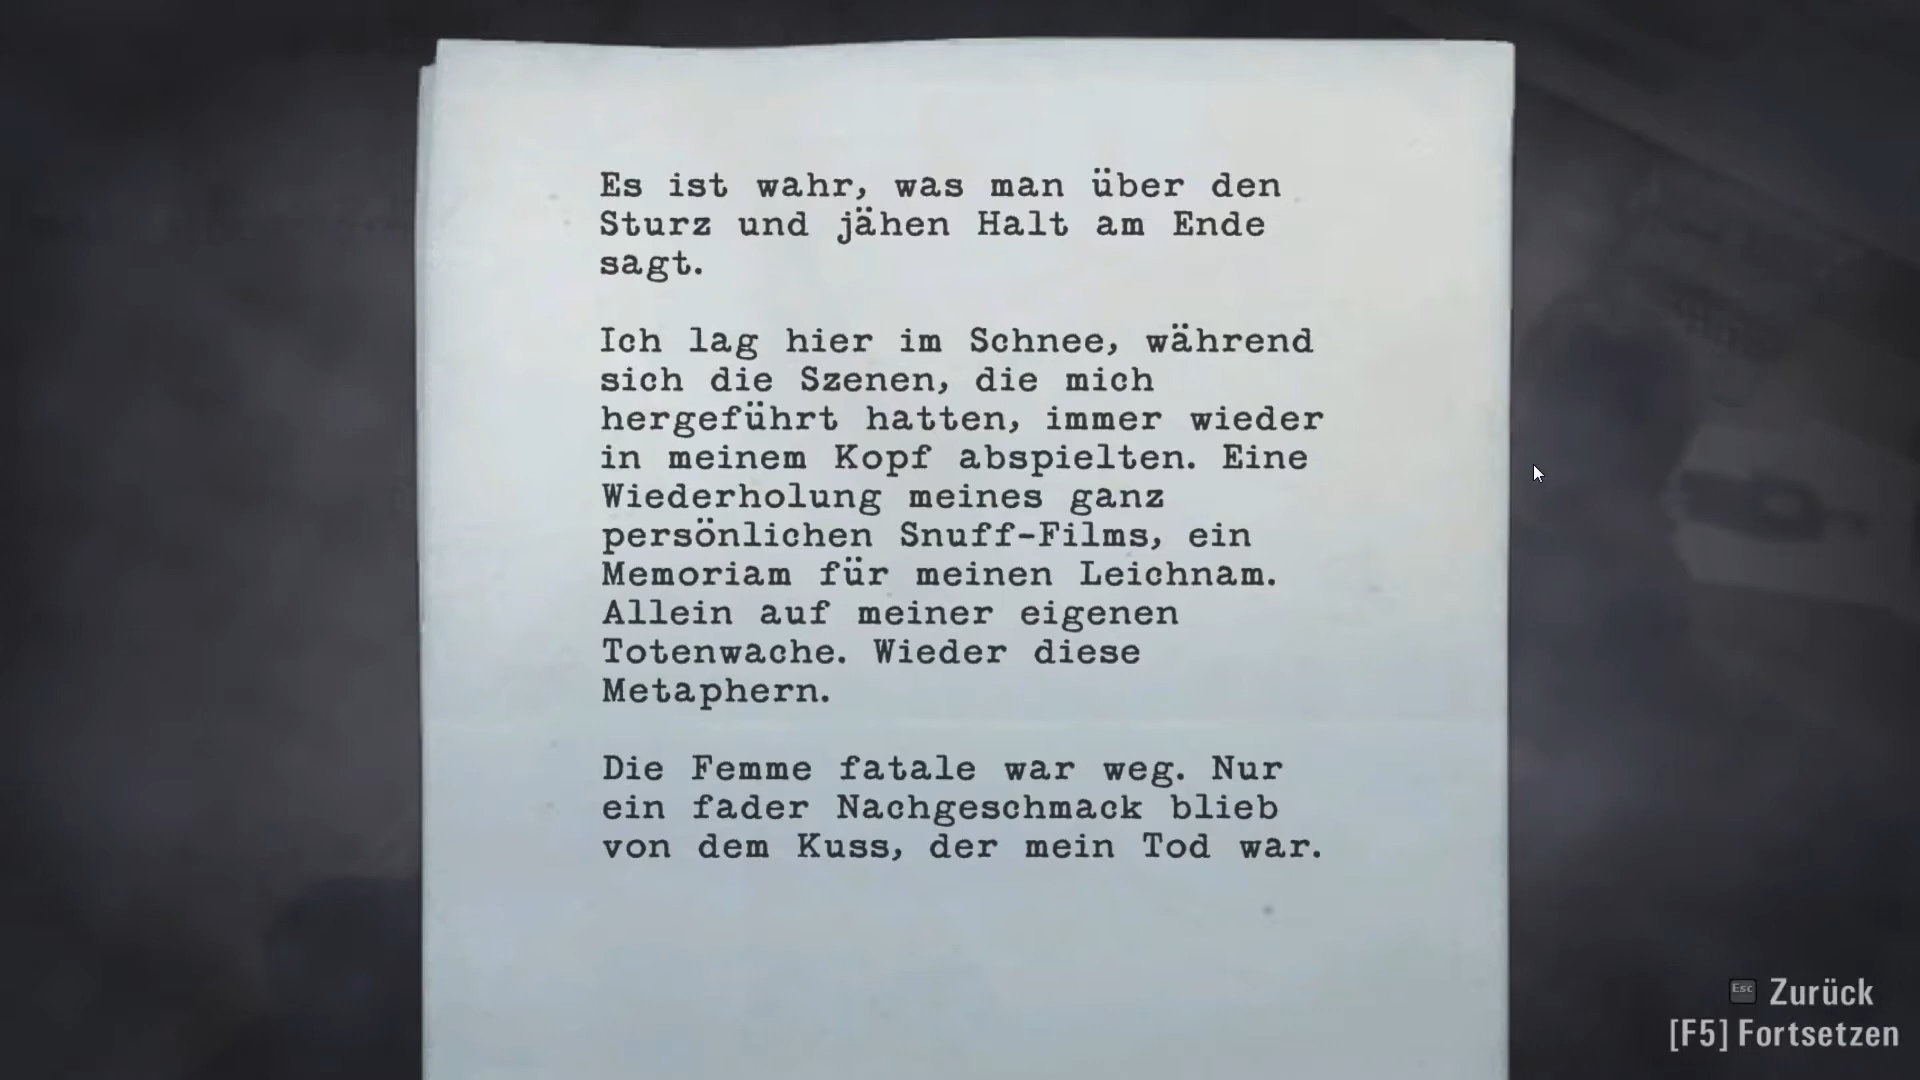 Es ist wahr, was man über den
Sturz und jähen Halt am Ende
sagt.
Ich lag hier im Schnee, während
sich die Szenen, die mich
hergeführt hatten, immer wieder
in meinem Kopf abspielten. Eine
Wiederholung meines ganz
persönlichen Snuff-Films, ein
Memoriam für meinen Leichnam.
Allein auf meiner eigenen
Totenwache. Wieder diese
Metaphern.
Die Femme fatale war weg. Nur
ein fader Nachgeschmack blieb
von dem Kuss, der mein Tod war.
Esc Zurück
[F5] Fortsetzen